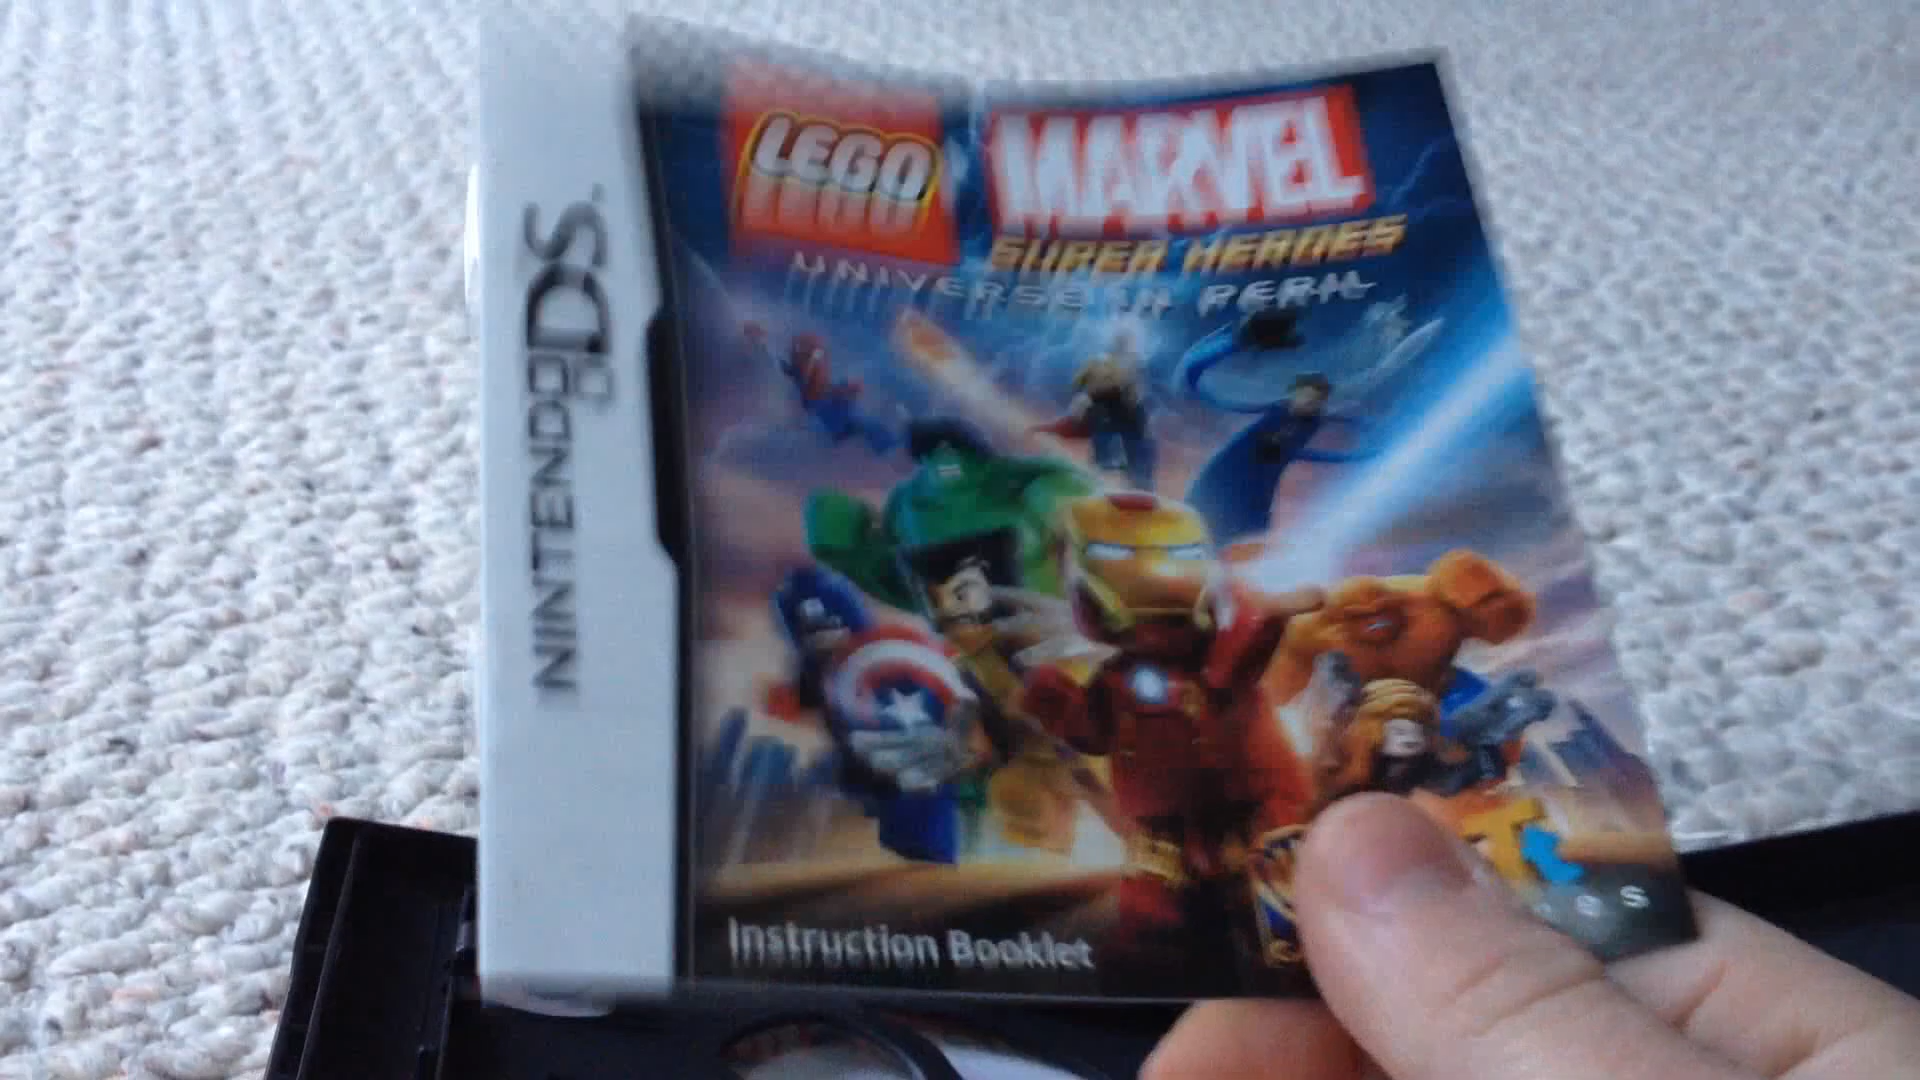 NINTENDO DS
LEGO
MARVEL
SUPER HEROES
UNIVERSE IN PERIL
Instruction Booklet